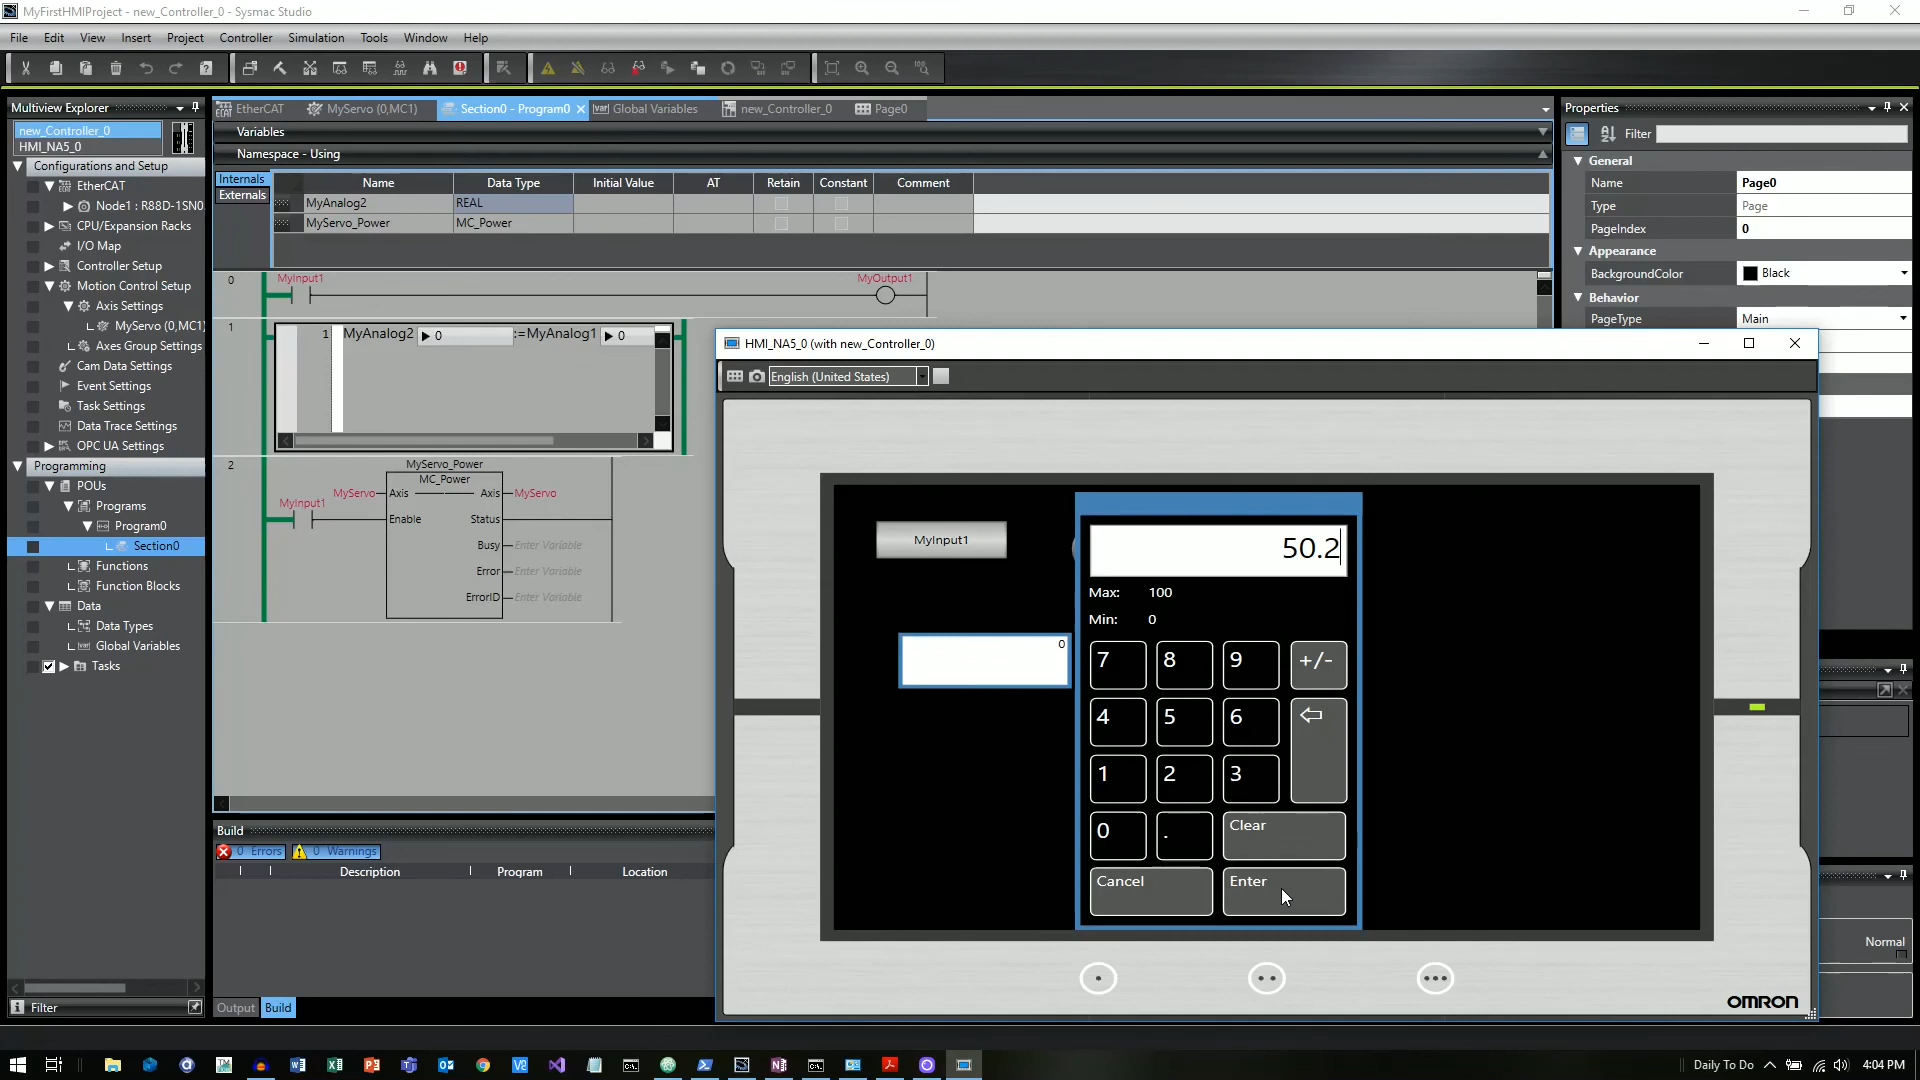 MyFirstHMIProject - new_Controller_0 - Sysmac Studio
File Edit View Insert Project Controller Simulation Tools Window Help
Multiview Explorer
new_Controller_0
HMI_NA5_0
Configurations and Setup
EtherCAT
Node1 : R88D-1SN0
CPU/Expansion Racks
I/O Map
Controller Setup
Motion Control Setup
Axis Settings
MyServo (0,MC1)
Axes Group Settings
Cam Data Settings
Event Settings
Task Settings
Data Trace Settings
OPC UA Settings
Programming
POUs
Programs
Program0
Section0
Functions
Function Blocks
Data
Data Types
Global Variables
Tasks
Filter
EtherCAT MyServo (0,MC1) Section0 - Program0 Global Variables new_Controller_0 Page0
Variables
Namespace - Using
Internals
Externals
Name Data Type Initial Value AT Retain Constant Comment
MyAnalog2 REAL
MyServo_Power MC_Power
0
MyInput1 MyOutput1
1
1 MyAnalog2 0 :=MyAnalog1 0
2
MyServo_Power
MC_Power
MyServo Axis Axis MyServo
MyInput1
Enable Status
Busy Enter Variable
Error Enter Variable
ErrorID Enter Variable
Build
0 Errors 0 Warnings
Description Program Location
Output Build
Properties
Filter
General
Name Page0
Type Page
PageIndex 0
Appearance
BackgroundColor Black
Behavior
PageType Main
Normal
HMI_NA5_0 (with new_Controller_0)
English (United States)
MyInput1
0
50.2
Max: 100
Min: 0
7 8 9 +/-
4 5 6
1 2 3
0 . Clear
Cancel Enter
OMRON
Daily To Do 4:04 PM